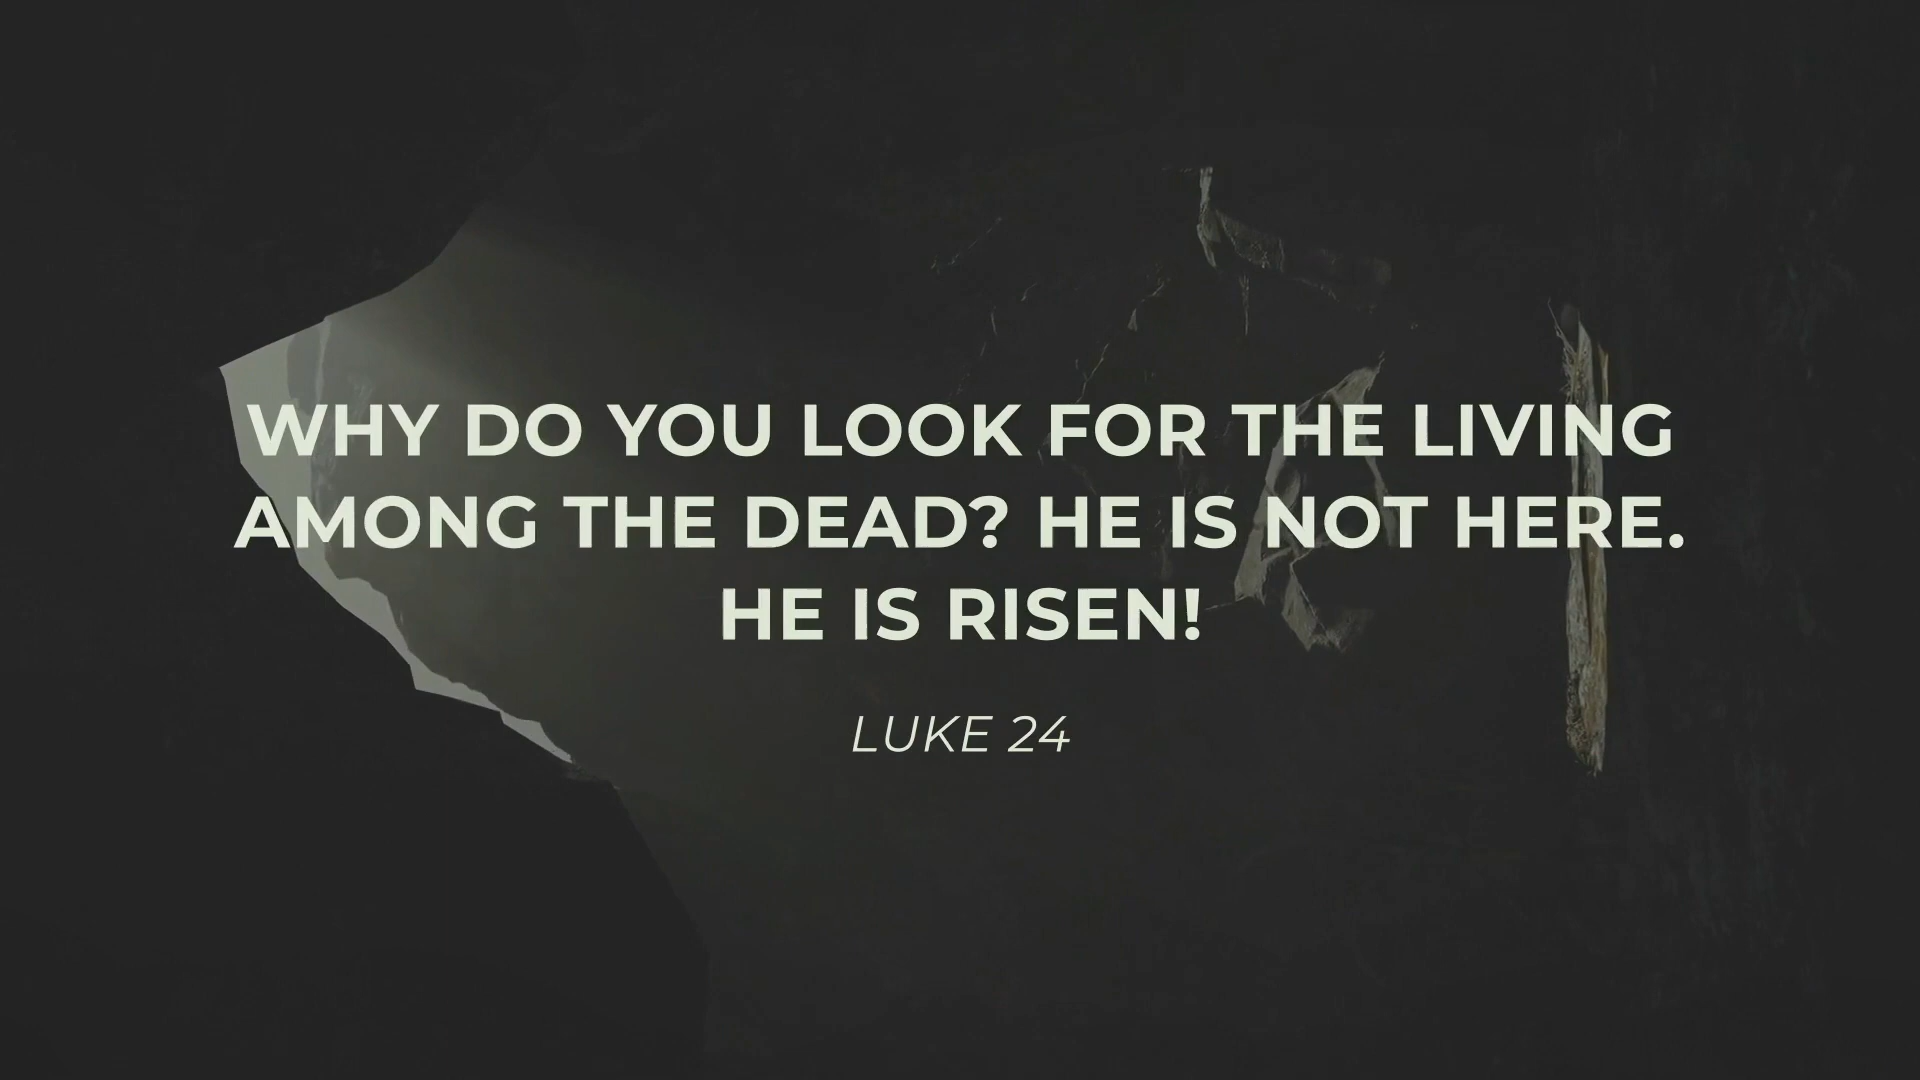 WHY DO YOU LOOK FOR THE LIVING
AMONG THE DEAD? HE IS NOT HERE.
HE IS RISEN!
LUKE 24